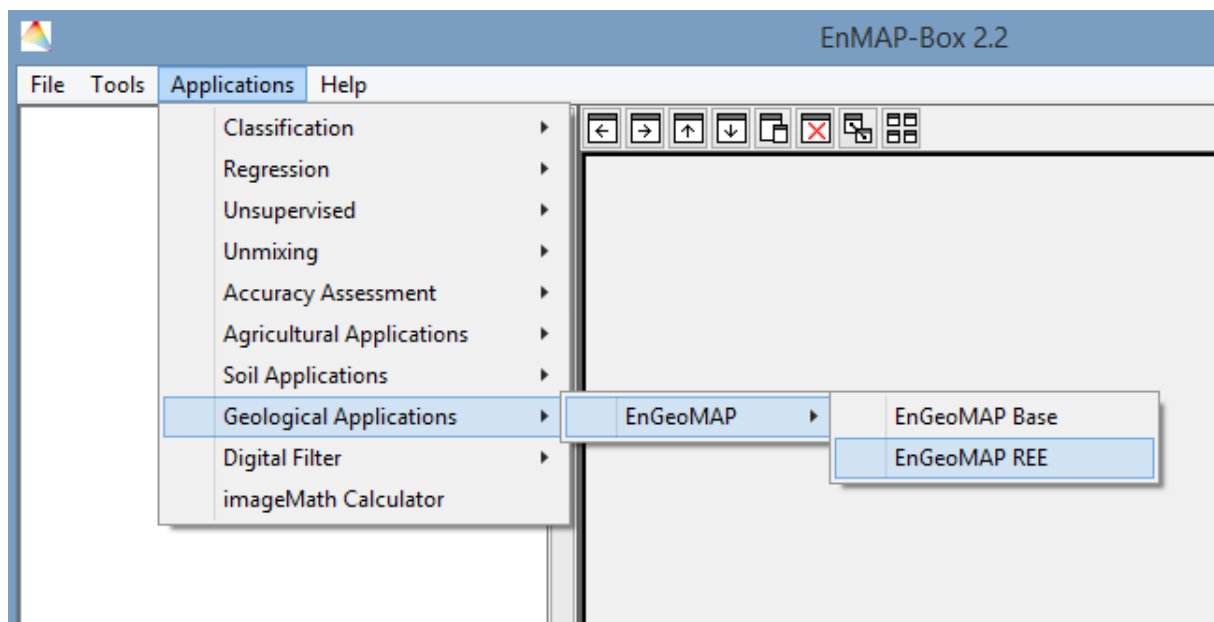 EnMAP-Box 2.2
File Tools Applications Help
Classification
Regression
Unsupervised
Unmixing
Accuracy Assessment
Agricultural Applications
Soil Applications
Geological Applications EnGeoMAP EnGeoMAP Base
EnGeoMAP REE
Digital Filter
imageMath Calculator